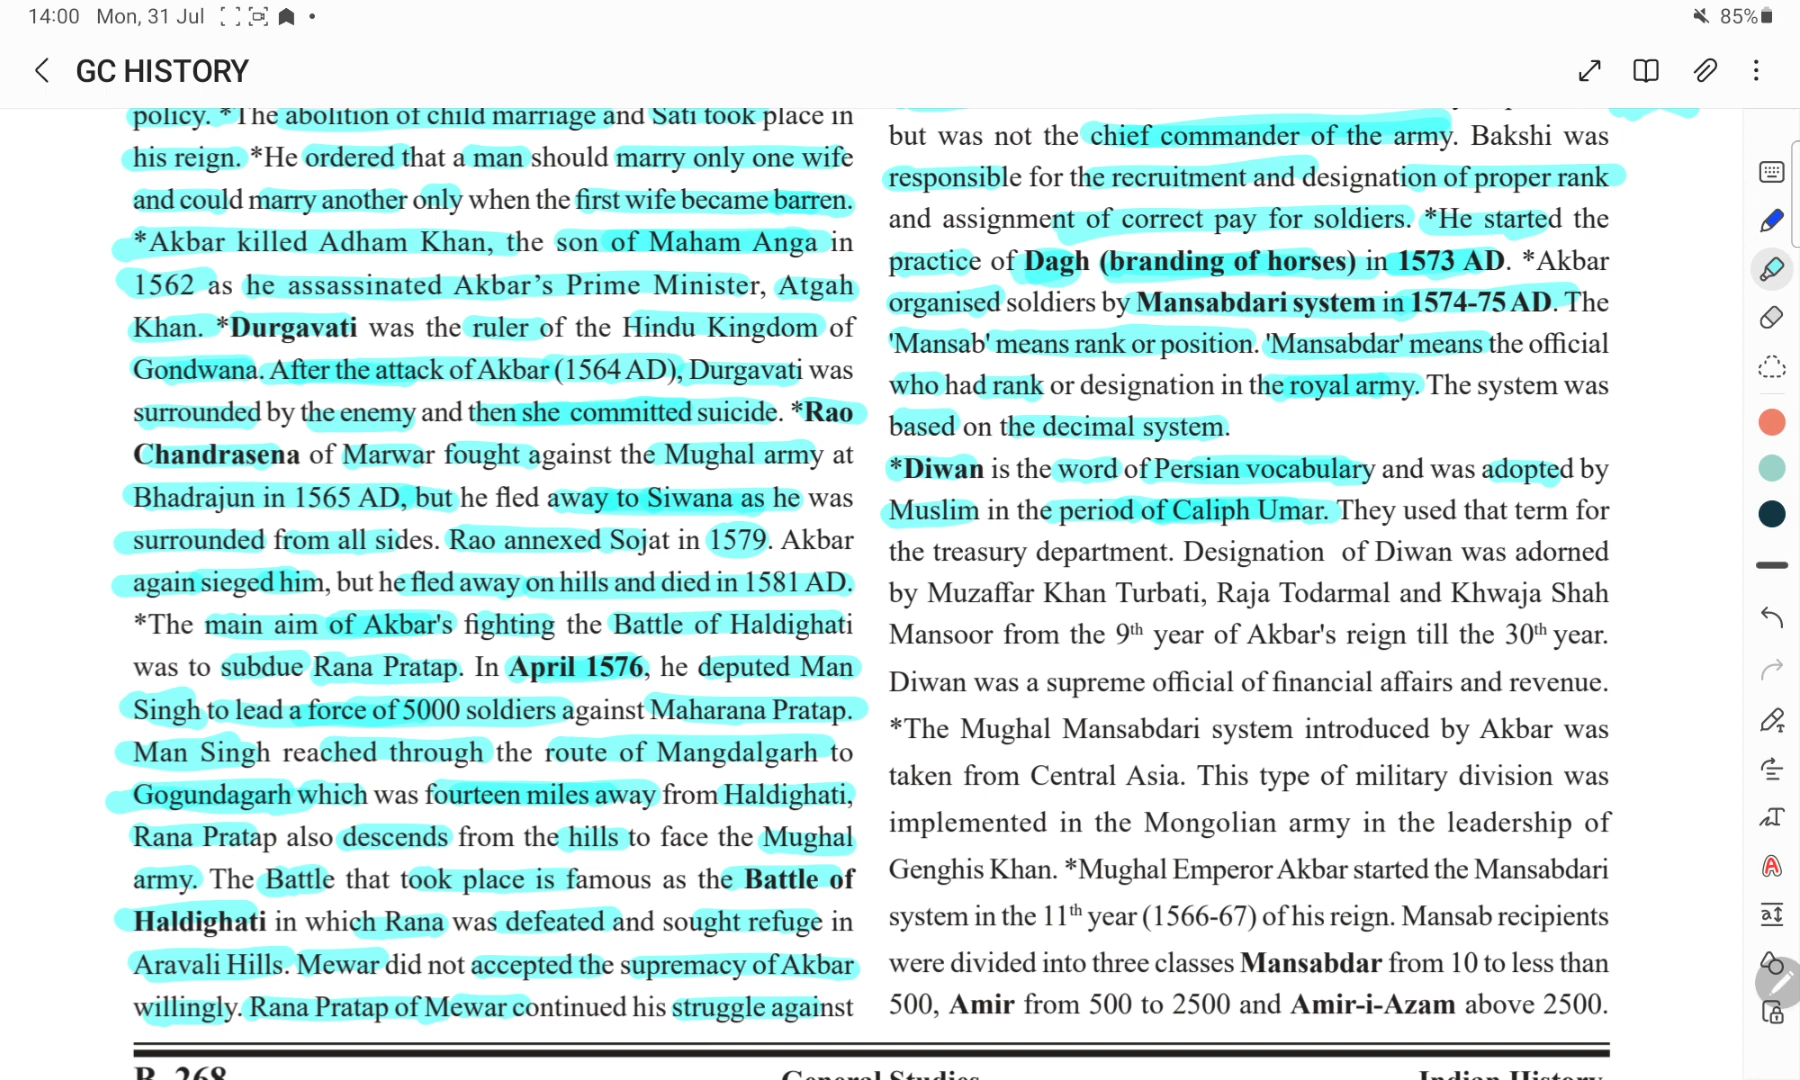 14:00 Mon, 31 Jul
85%
GC HISTORY
policy. *The abolition of child marriage and Sati took place in
his reign. *He ordered that a man should marry only one wife
and could marry another only when the first wife became barren.
*Akbar killed Adham Khan, the son of Maham Anga in
1562 as he assassinated Akbar's Prime Minister, Atgah
Khan. *Durgavati was the ruler of the Hindu Kingdom of
Gondwana. After the attack of Akbar (1564 AD), Durgavati was
surrounded by the enemy and then she committed suicide. *Rao
Chandrasena of Marwar fought against the Mughal army at
Bhadrajun in 1565 AD, but he fled away to Siwana as he was
surrounded from all sides. Rao annexed Sojat in 1579. Akbar
again sieged him, but he fled away on hills and died in 1581 AD.
*The main aim of Akbar's fighting the Battle of Haldighati
was to subdue Rana Pratap. In April 1576, he deputed Man
Singh to lead a force of 5000 soldiers against Maharana Pratap.
Man Singh reached through the route of Mangdalgarh to
Gogundagarh which was fourteen miles away from Haldighati,
Rana Pratap also descends from the hills to face the Mughal
army. The Battle that took place is famous as the Battle of
Haldighati in which Rana was defeated and sought refuge in
Aravali Hills. Mewar did not accepted the supremacy of Akbar
willingly. Rana Pratap of Mewar continued his struggle against
but was not the chief commander of the army. Bakshi was
responsible for the recruitment and designation of proper rank
and assignment of correct pay for soldiers. *He started the
practice of Dagh (branding of horses) in 1573 AD. *Akbar
organised soldiers by Mansabdari system in 1574-75 AD. The
'Mansab' means rank or position. 'Mansabdar' means the official
who had rank or designation in the royal army. The system was
based on the decimal system.
*Diwan is the word of Persian vocabulary and was adopted by
Muslim in the period of Caliph Umar. They used that term for
the treasury department. Designation of Diwan was adorned
by Muzaffar Khan Turbati, Raja Todarmal and Khwaja Shah
Mansoor from the 9th year of Akbar's reign till the 30th year.
Diwan was a supreme official of financial affairs and revenue.
*The Mughal Mansabdari system introduced by Akbar was
taken from Central Asia. This type of military division was
implemented in the Mongolian army in the leadership of
Genghis Khan. *Mughal Emperor Akbar started the Mansabdari
system in the 11th year (1566-67) of his reign. Mansab recipients
were divided into three classes Mansabdar from 10 to less than
500, Amir from 500 to 2500 and Amir-i-Azam above 2500.
B–268 General Studies Indian History